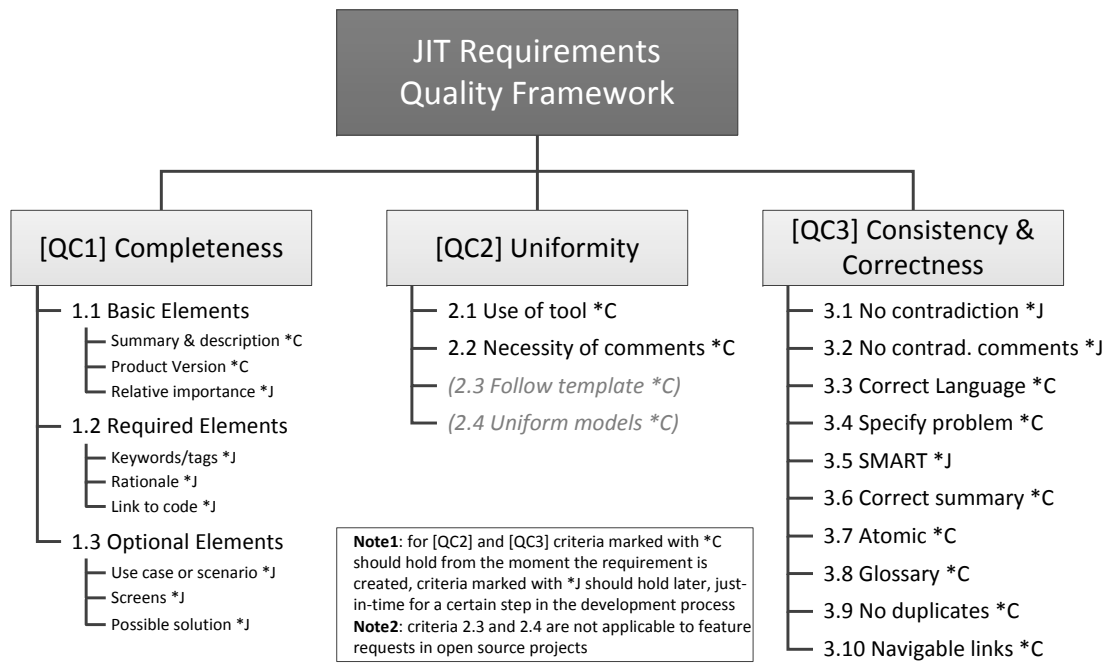 JIT Requirements
Quality Framework
[QC1] Completeness
1.1 Basic Elements
Summary & description *C
Product Version *C
Relative importance *J
1.2 Required Elements
Keywords/tags *J
Rationale *J
Link to code *J
1.3 Optional Elements
Use case or scenario *J
Screens *J
Possible solution *J
[QC2] Uniformity
2.1 Use of tool *C
2.2 Necessity of comments *C
(2.3 Follow template *C)
(2.4 Uniform models *C)
[QC3] Consistency &
Correctness
3.1 No contradiction *J
3.2 No contrad. comments *J
3.3 Correct Language *C
3.4 Specify problem *C
3.5 SMART *J
3.6 Correct summary *C
3.7 Atomic *C
3.8 Glossary *C
3.9 No duplicates *C
3.10 Navigable links *C
Note1: for [QC2] and [QC3] criteria marked with *C
should hold from the moment the requirement is
created, criteria marked with *J should hold later, just-
in-time for a certain step in the development process
Note2: criteria 2.3 and 2.4 are not applicable to feature
requests in open source projects